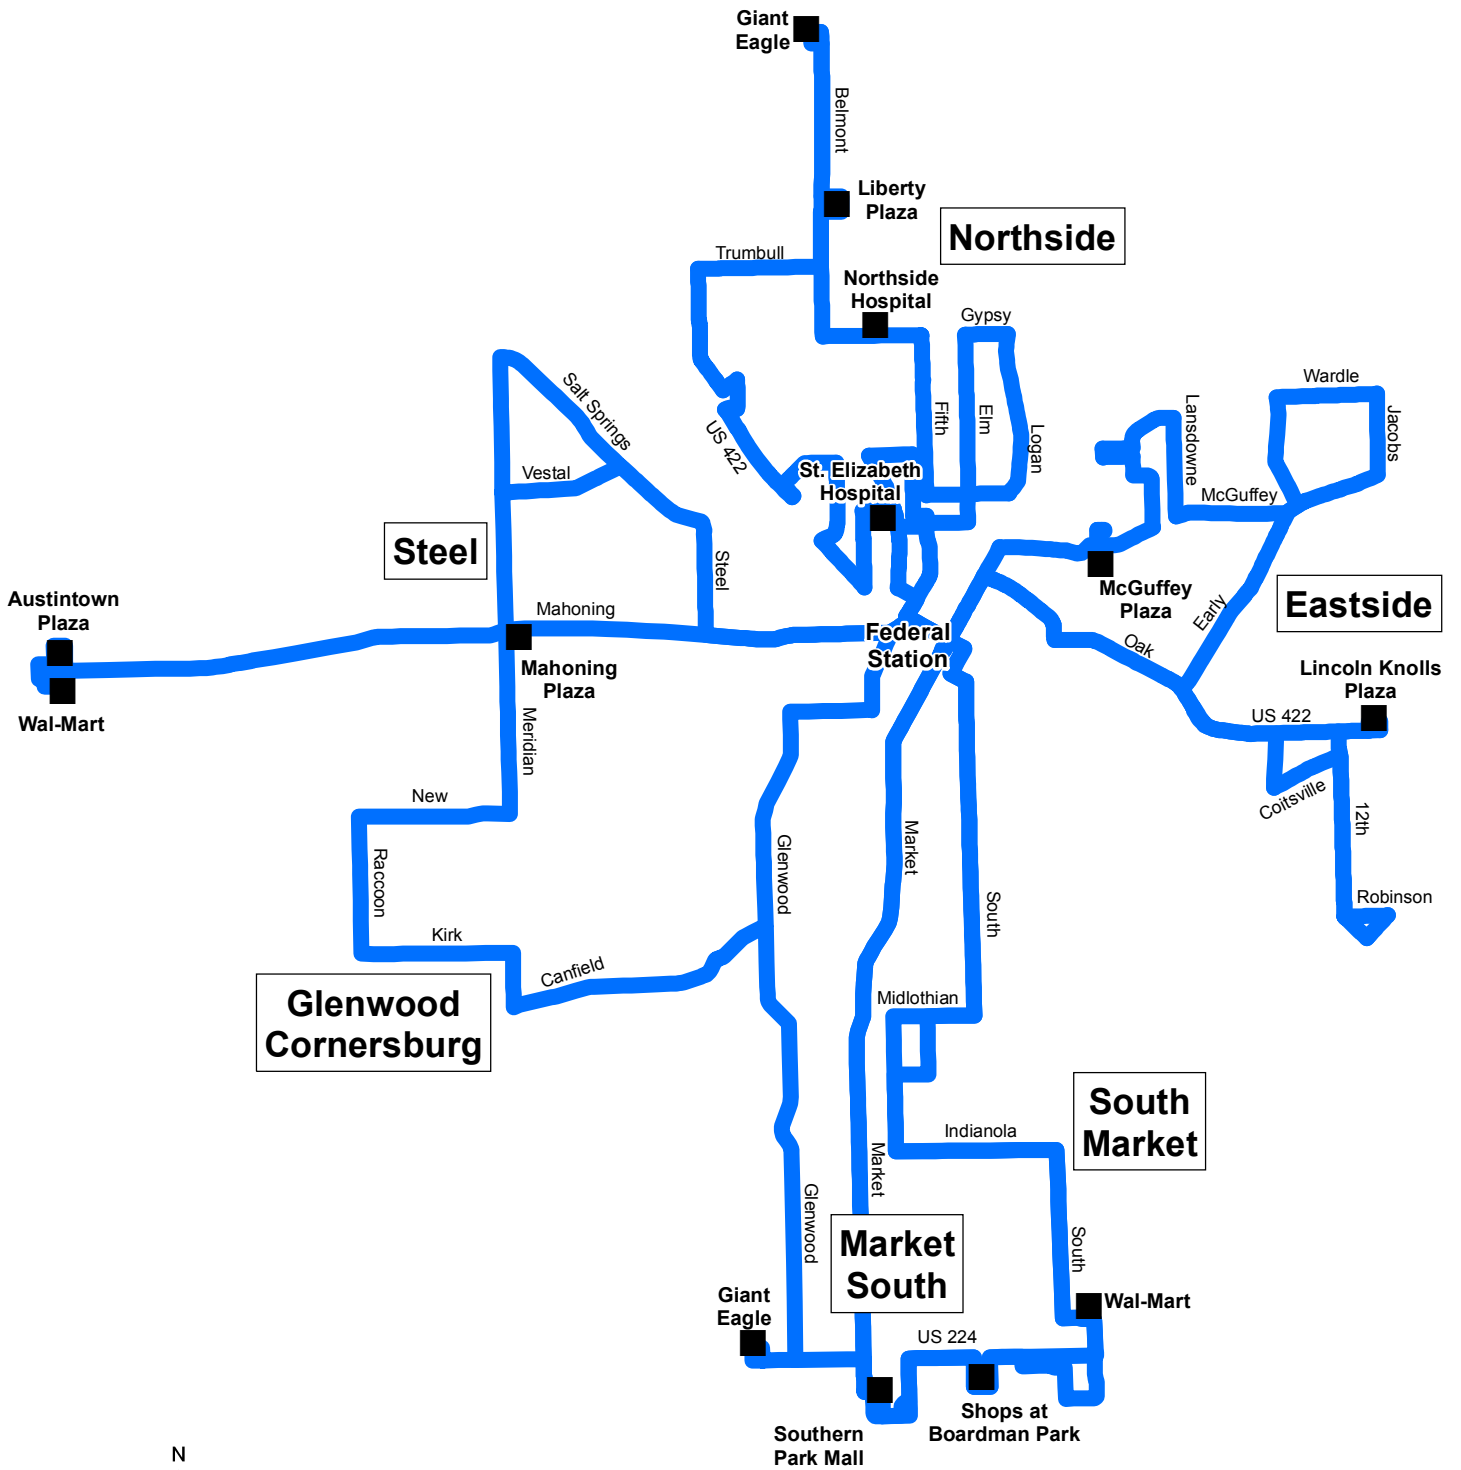 Giant
Eagle
Belmont
Liberty
Plaza
Northside
Trumbull
Northside
Hospital
Gypsy
Salt Springs
Wardle
Fifth
Elm
Logan
Lansdowne
Jacobs
US 422
St. Elizabeth
Hospital
Vestal
McGuffey
Steel
Steel
McGuffey
Plaza
Eastside
Austintown
Plaza
Mahoning
Early
Federal
Station
Oak
Mahoning
Plaza
Lincoln Knolls
Plaza
Wal-Mart
US 422
Meridian
New
Coitsville
12th
Raccoon
Glenwood
Market
South
Robinson
Kirk
Canfield
Glenwood
Cornersburg
Midlothian
South
Market
Indianola
Market
Glenwood
South
Market
South
Giant
Eagle
Wal-Mart
US 224
Shops at
Boardman Park
Southern
Park Mall
N